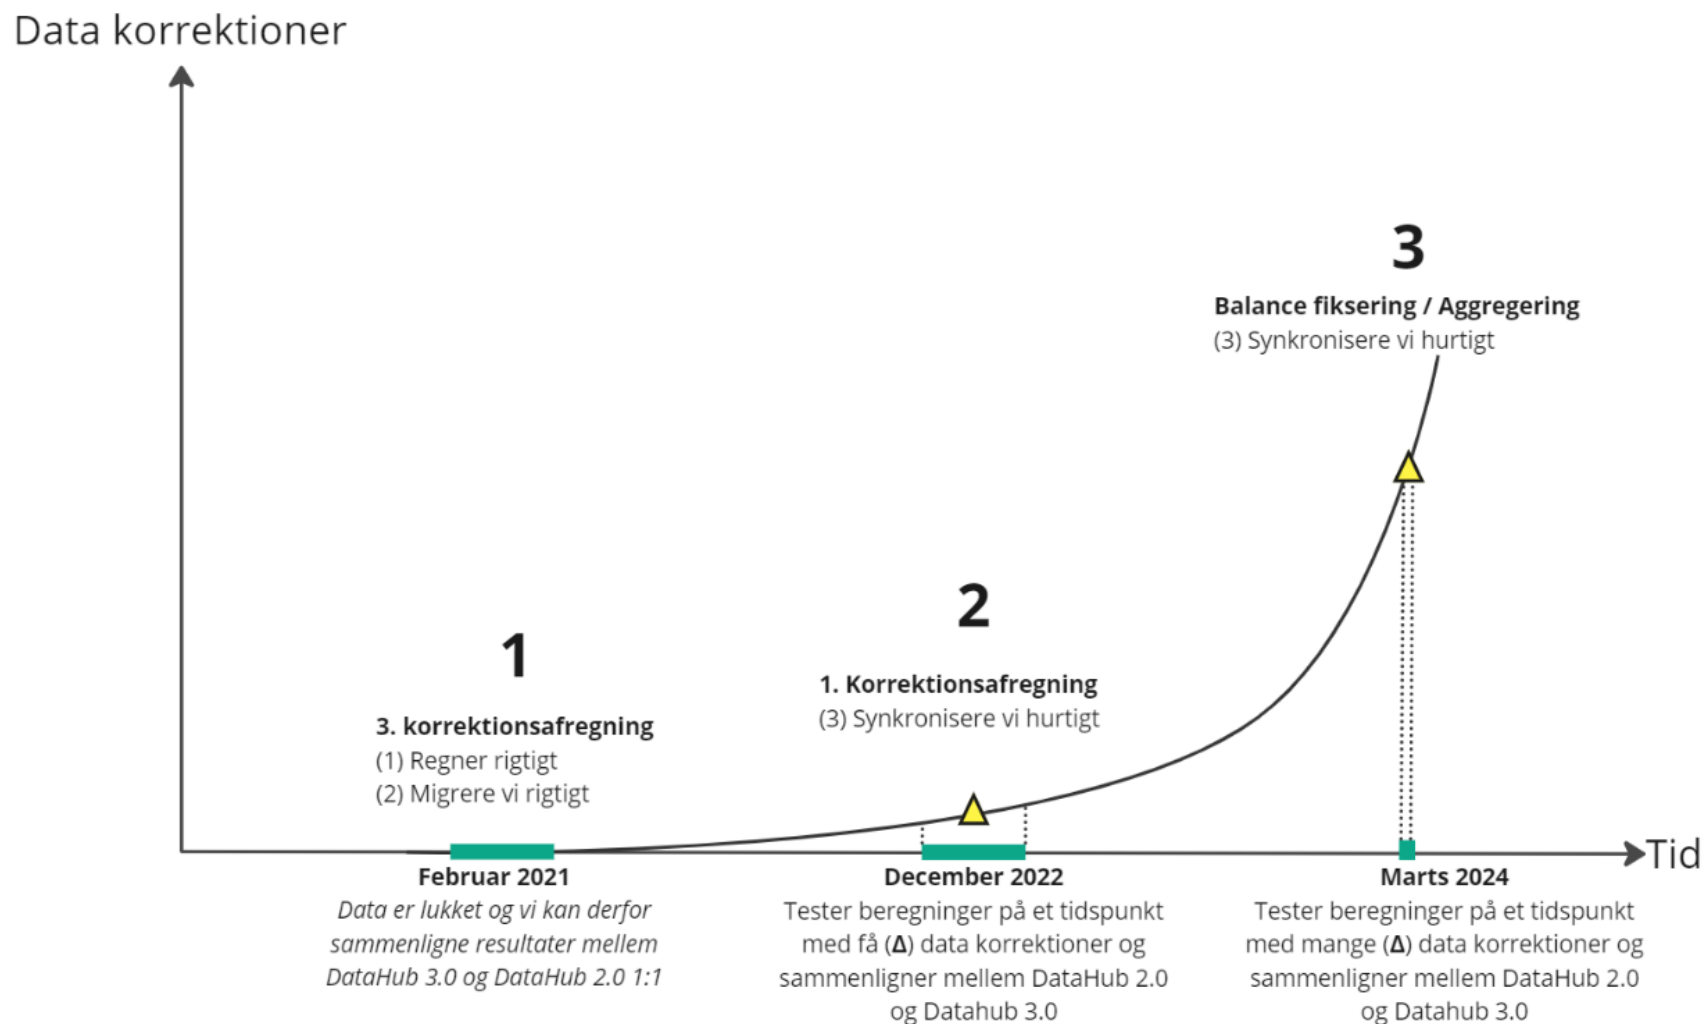 Data korrektioner
3
Balance fiksering / Aggregering
(3) Synkronisere vi hurtigt
2
1. Korrektionsafregning
(3) Synkronisere vi hurtigt
1
3. korrektionsafregning
(1) Regner rigtigt
(2) Migrere vi rigtigt
Tid
Februar 2021
Data er lukket og vi kan derfor
sammenligne resultater mellem
DataHub 3.0 og DataHub 2.0 1:1
December 2022
Tester beregninger på et tidspunkt
med få (Δ) data korrektioner og
sammenligner mellem DataHub 2.0
og Datahub 3.0
Marts 2024
Tester beregninger på et tidspunkt
med mange (Δ) data korrektioner og
sammenligner mellem DataHub 2.0
og Datahub 3.0